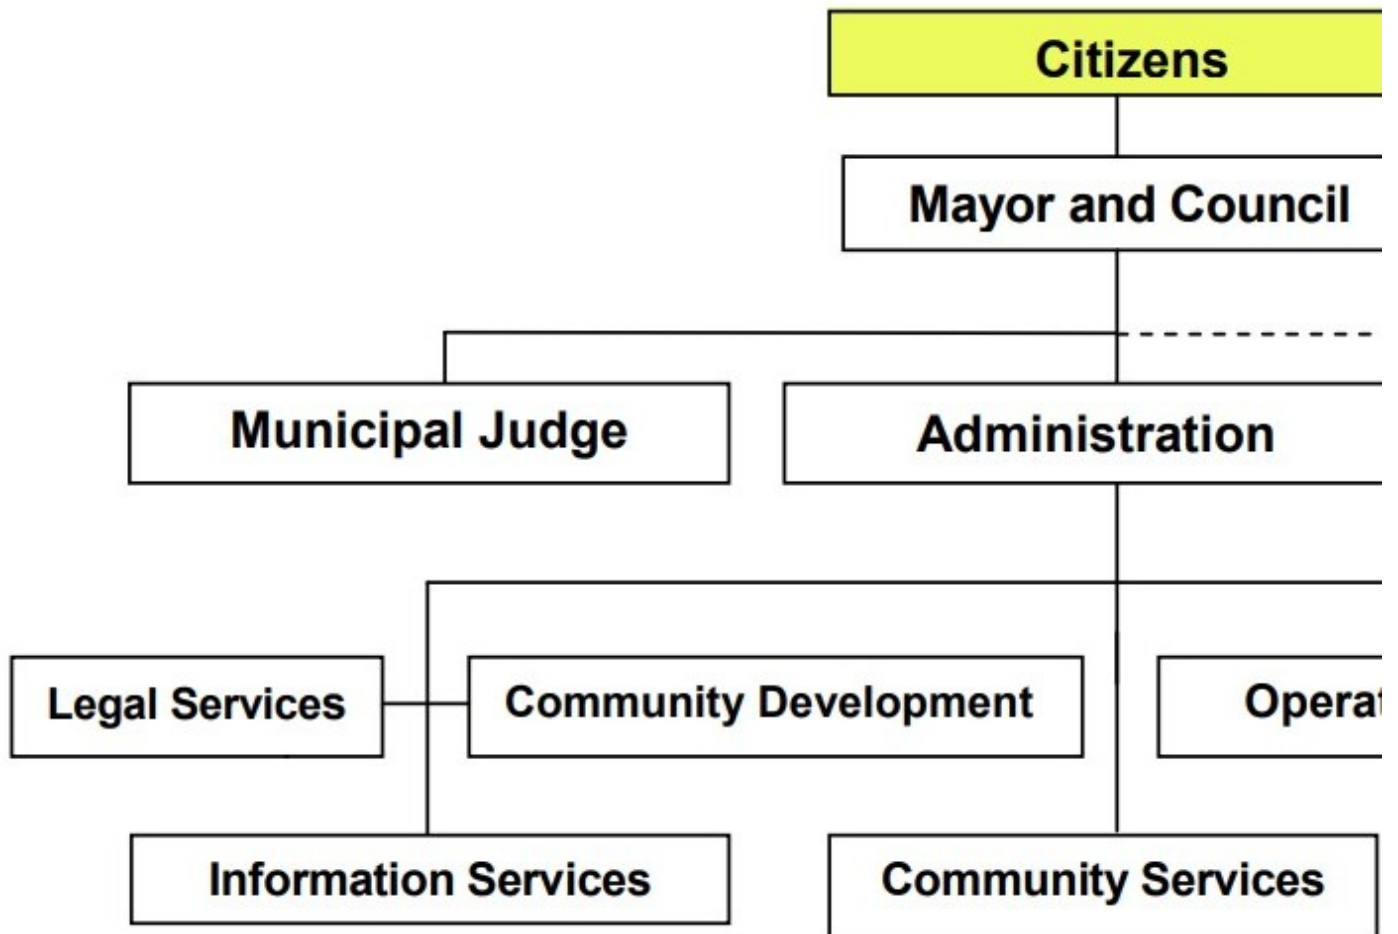 Citizens
Mayor and Council
Municipal Judge
Administration
Legal Services
Community Development
Information Services
Community Services